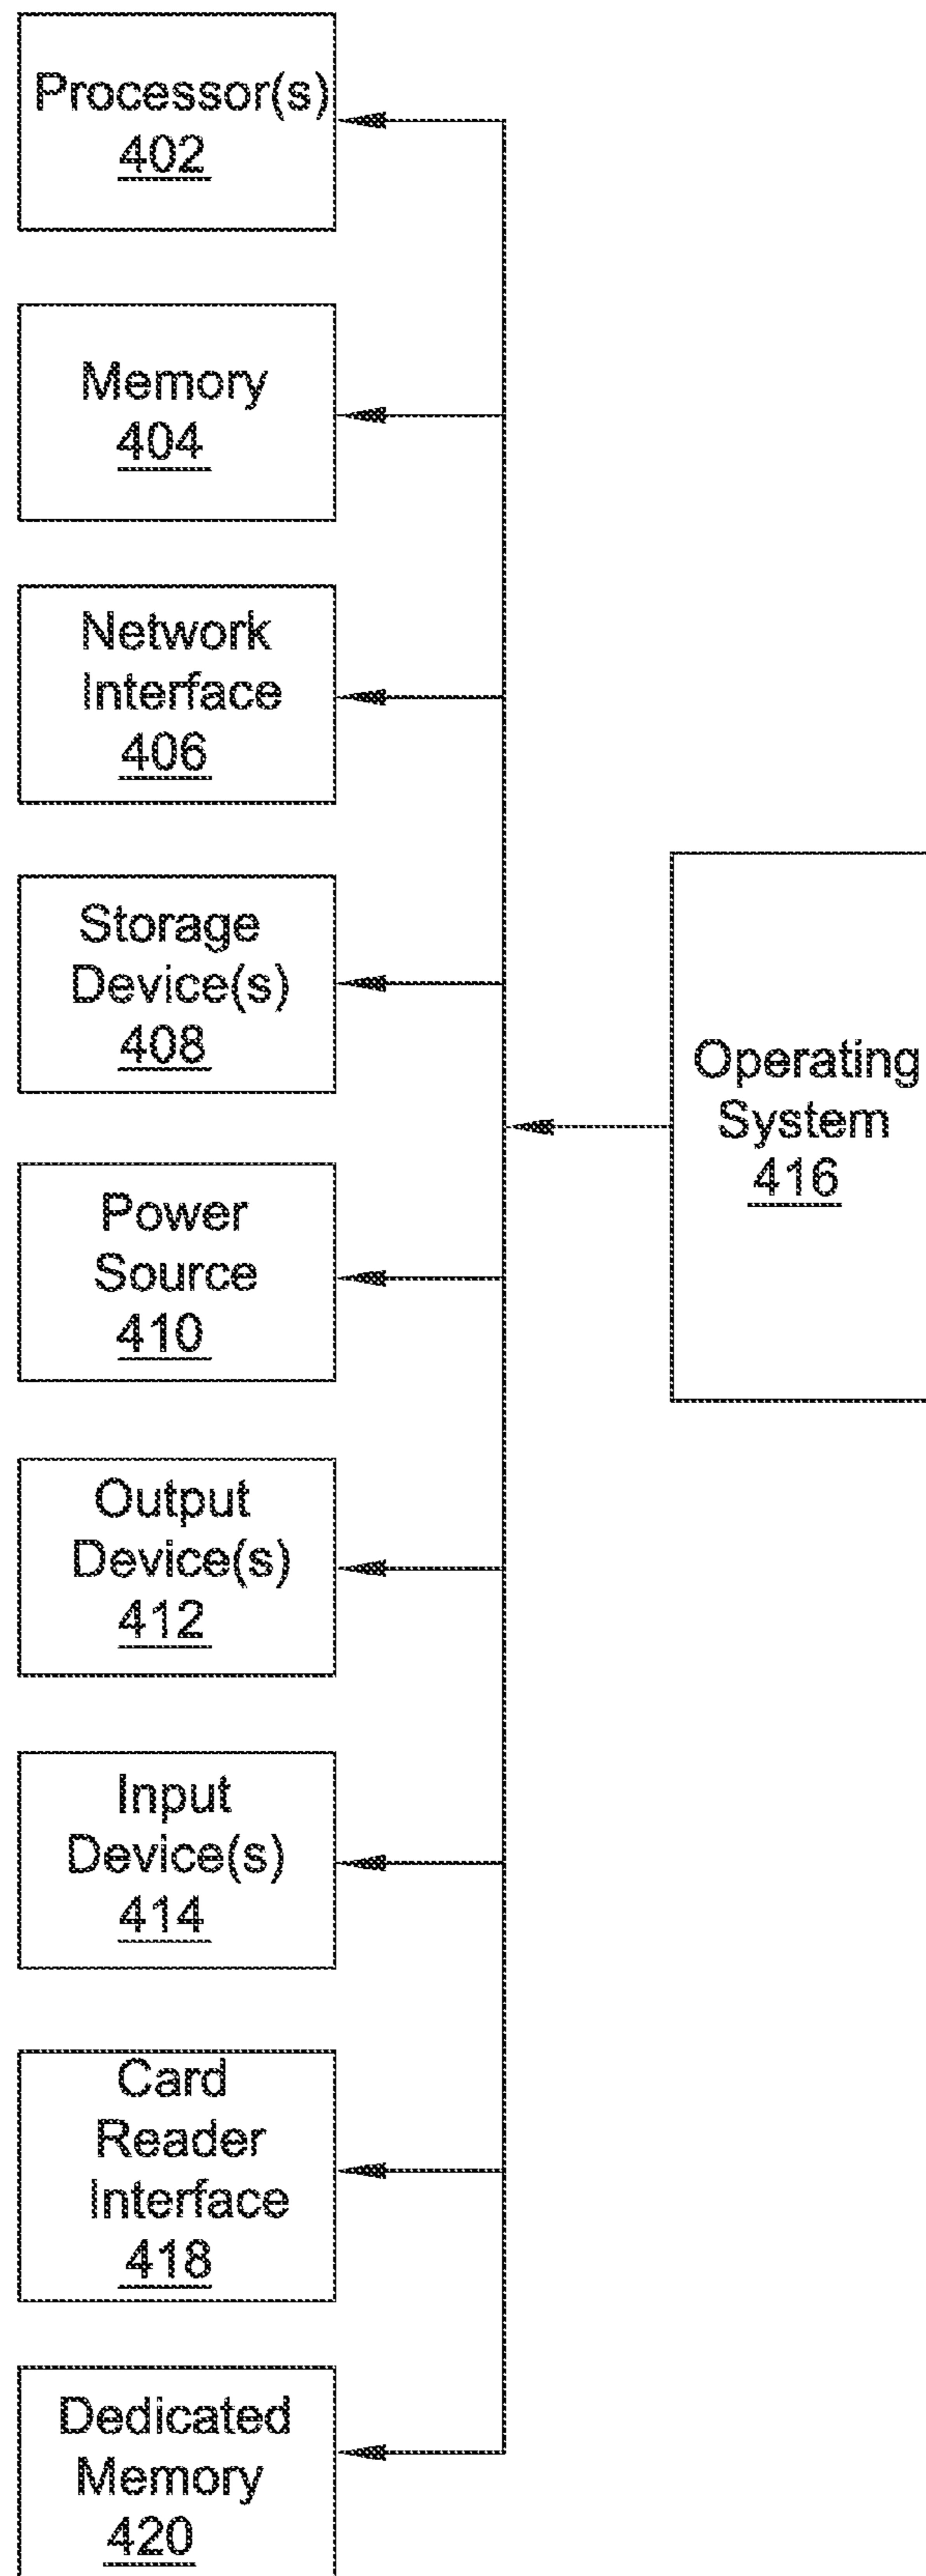 Processor(s)
402
Memory
404
Network
Interface
406
Storage
Device(s)
408
Operating
System
416
Power
Source
410
Output
Device(s)
412
Input
Device(s)
414
Card
Reader
Interface
418
Dedicated
Memory
420